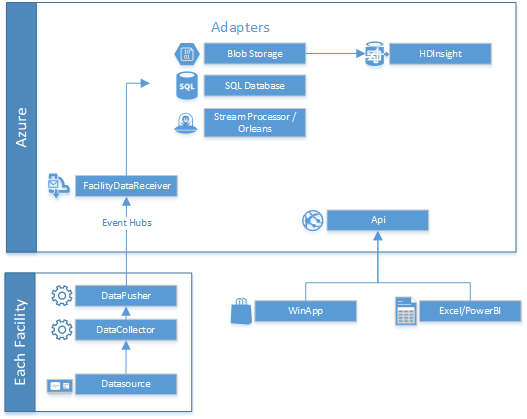 Adapters
Blob Storage
HDInsight
SQL
SQL Database
Stream Processor /
Orleans
Azure
FacilityDataReceiver
Api
Event Hubs
DataPusher
WinApp
Excel/PowerBI
DataCollector
Each Facility
Datasource